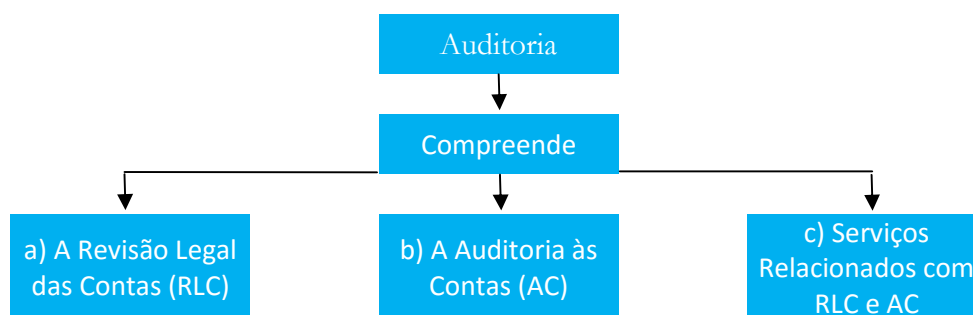 Auditoria
Compreende
a) A Revisão Legal
das Contas (RLC)
b) A Auditoria às
Contas (AC)
c) Serviços
Relacionados com
RLC e AC